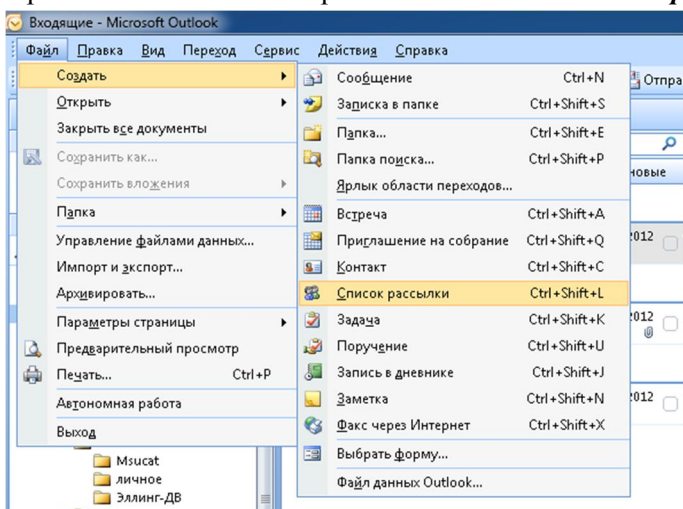 Входящие - Microsoft Outlook
Файл Правка Вид Переход Сервис Действия Справка
Создать
Открыть
Закрыть все документы
Сохранить как...
Сохранить вложения
Папка
Управление файлами данных...
Импорт и экспорт...
Архивировать...
Параметры страницы
Предварительный просмотр
Печать... Ctrl+P
Автономная работа
Выход
Сообщение Ctrl+N
Записка в папке Ctrl+Shift+S
Папка... Ctrl+Shift+E
Папка поиска... Ctrl+Shift+P
Ярлык области переходов...
Встреча Ctrl+Shift+A
Приглашение на собрание Ctrl+Shift+Q
Контакт Ctrl+Shift+C
Список рассылки Ctrl+Shift+L
Задача Ctrl+Shift+K
Поручение Ctrl+Shift+U
Запись в дневнике Ctrl+Shift+J
Заметка Ctrl+Shift+N
Факс через Интернет Ctrl+Shift+X
Выбрать форму...
Файл данных Outlook...
Отпра
новые
2012
2012
2012
Msucat
личное
Эллинг-ДВ